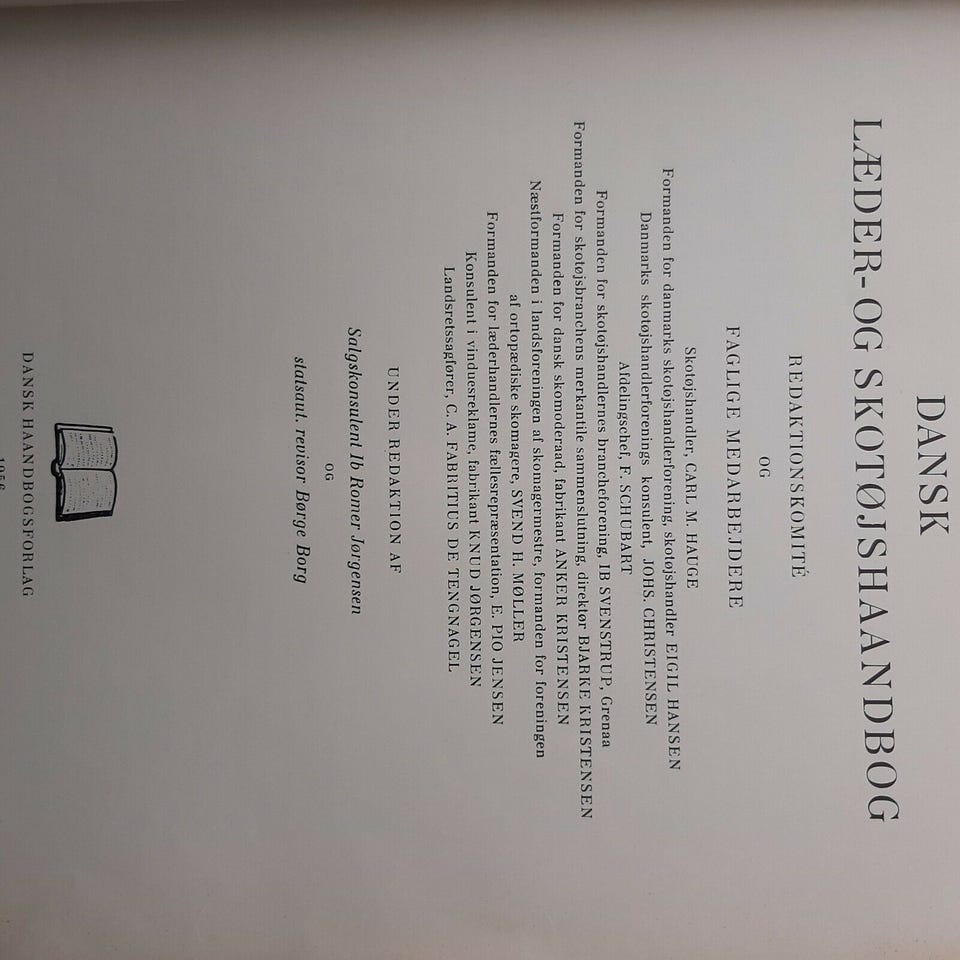 DANSK
LÆDER- OG SKOTØJSHAANDBOG
REDAKTIONSKOMITÉ
OG
FAGLIGE MEDARBEJDERE
Skotøjshandler, CARL M. HAUGE
Formanden for danmarks skotøjshandlerforening, skotøjshandler EIGIL HANSEN
Danmarks skotøjshandlerforenings konsulent, JOHS. CHRISTENSEN
Afdelingschef, F. SCHUBART
Formanden for skotøjshandlernes brancheforening, IB SVENSTRUP, Grenaa
Formanden for skotøjsbranchens merkantile sammenslutning, direktør BJARKE KRISTENSEN
Formanden for dansk skomoderaad, fabrikant ANKER KRISTENSEN
Næstformanden i landsforeningen af skomagermestre, formanden for foreningen
af ortopædiske skomagere, SVEND H. MØLLER
Formanden for læderhandlernes fællesrepræsentation, E. PIO JENSEN
Konsulent i vinduesreklame, fabrikant KNUD JØRGENSEN
Landsretssagfører, C. A. FABRITIUS DE TENGNAGEL
UNDER REDAKTION AF
Salgskonsulent Ib Romer Jørgensen
OG
statsaut. revisor Børge Borg
DANSK HAANDBOGSFORLAG
1956